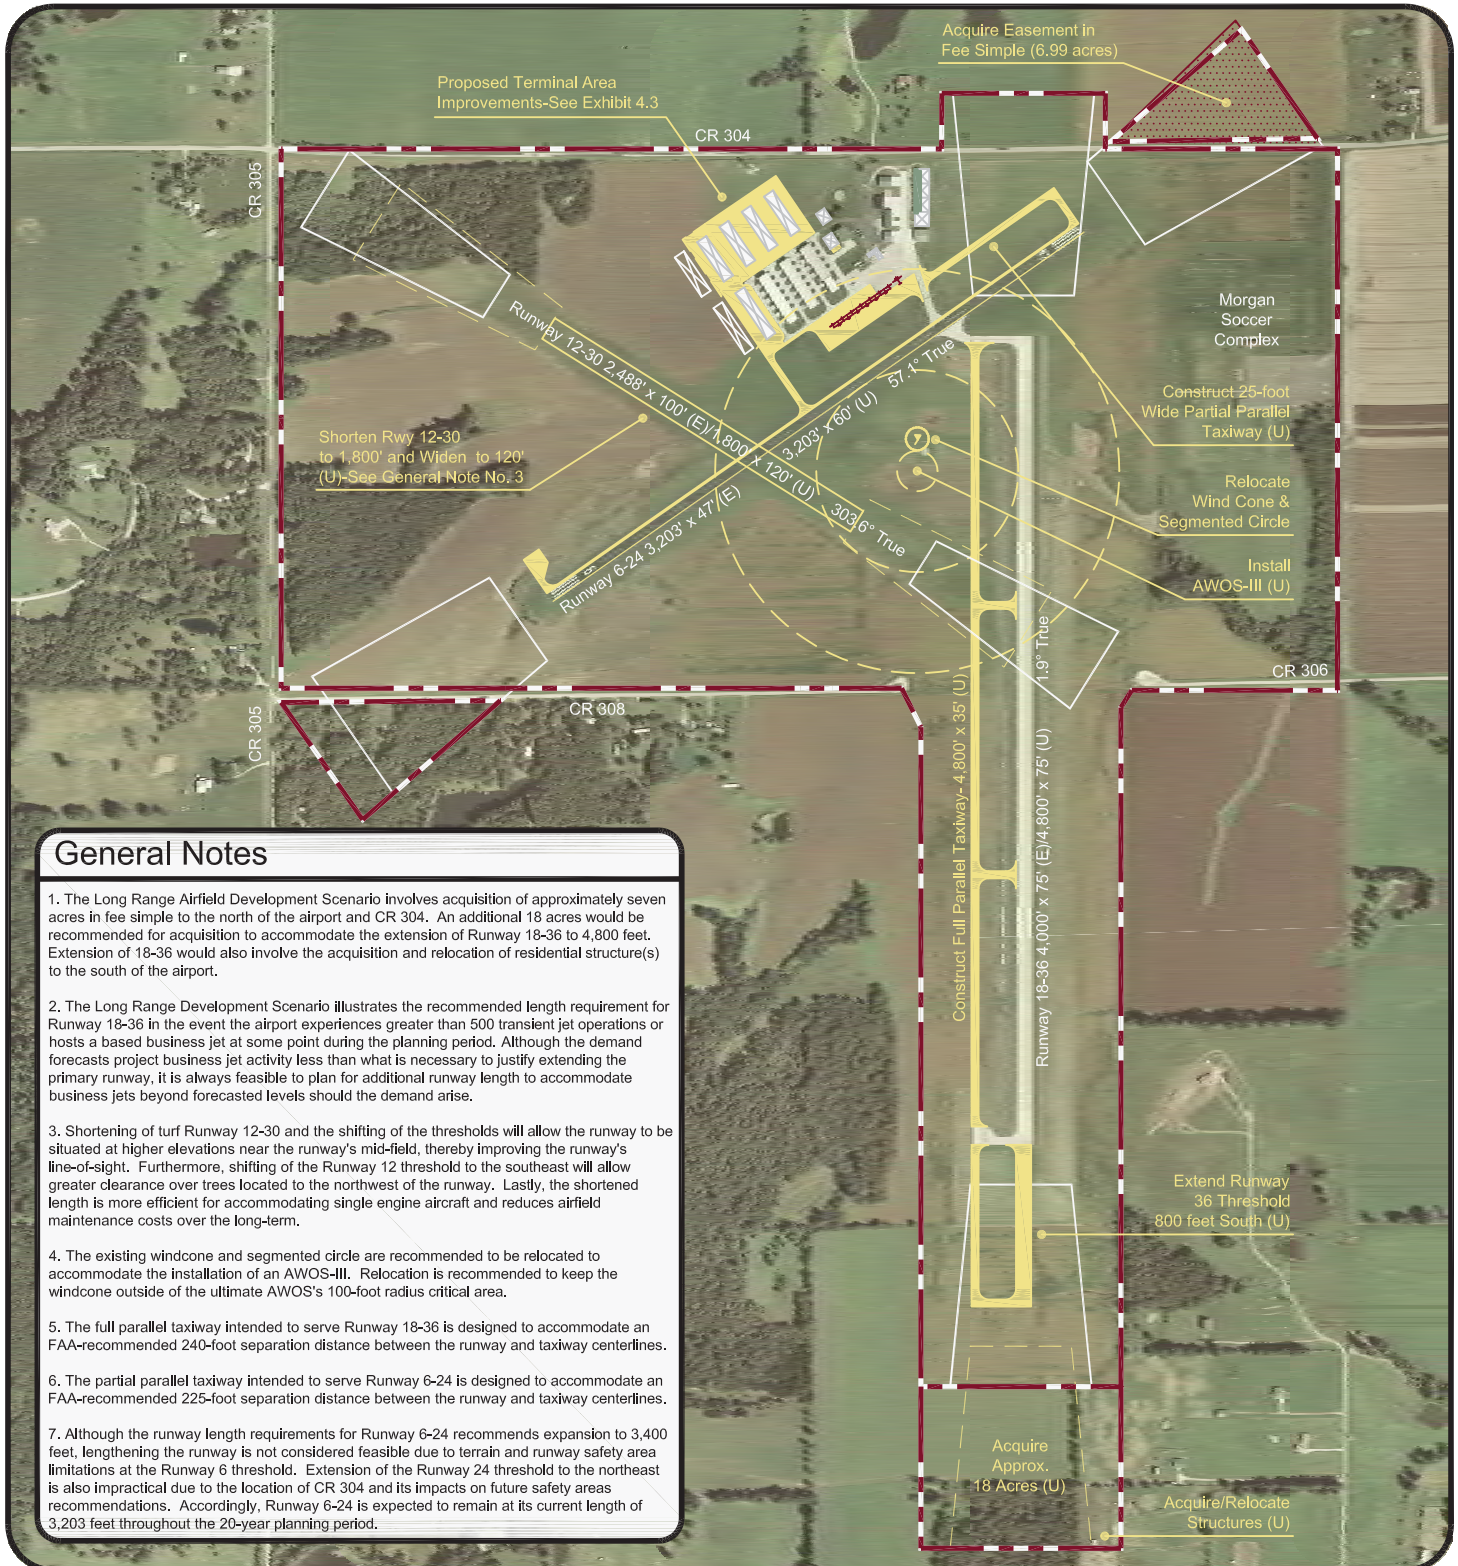 Acquire Easement in
Fee Simple (6.99 acres)
Proposed Terminal Area
Improvements-See Exhibit 4.3
CR 304
CR 305
Morgan
Soccer
Complex
Runway 12-30 2,488' x 100' (E)/1,800' x 120' (U)
303.6° True
57.1° True
3,203' x 60' (U)
Runway 6-24 3,203' x 47' (E)
Construct 25-foot
Wide Partial Parallel
Taxiway (U)
Shorten Rwy 12-30
to 1,800' and Widen to 120'
(U)-See General Note No. 3
Relocate
Wind Cone &
Segmented Circle
Install
AWOS-III (U)
1.9° True
CR 306
CR 308
CR 305
Construct Full Parallel Taxiway- 4,800' x 35' (U)
Runway 18-36 4,000' x 75' (E)/4,800' x 75' (U)
General Notes
1. The Long Range Airfield Development Scenario involves acquisition of approximately seven
acres in fee simple to the north of the airport and CR 304. An additional 18 acres would be
recommended for acquisition to accommodate the extension of Runway 18-36 to 4,800 feet.
Extension of 18-36 would also involve the acquisition and relocation of residential structure(s)
to the south of the airport.
2. The Long Range Development Scenario illustrates the recommended length requirement for
Runway 18-36 in the event the airport experiences greater than 500 transient jet operations or
hosts a based business jet at some point during the planning period. Although the demand
forecasts project business jet activity less than what is necessary to justify extending the
primary runway, it is always feasible to plan for additional runway length to accommodate
business jets beyond forecasted levels should the demand arise.
3. Shortening of turf Runway 12-30 and the shifting of the thresholds will allow the runway to be
situated at higher elevations near the runway's mid-field, thereby improving the runway's
line-of-sight. Furthermore, shifting of the Runway 12 threshold to the southeast will allow
greater clearance over trees located to the northwest of the runway. Lastly, the shortened
length is more efficient for accommodating single engine aircraft and reduces airfield
maintenance costs over the long-term.
4. The existing windcone and segmented circle are recommended to be relocated to
accommodate the installation of an AWOS-III. Relocation is recommended to keep the
windcone outside of the ultimate AWOS's 100-foot radius critical area.
5. The full parallel taxiway intended to serve Runway 18-36 is designed to accommodate an
FAA-recommended 240-foot separation distance between the runway and taxiway centerlines.
6. The partial parallel taxiway intended to serve Runway 6-24 is designed to accommodate an
FAA-recommended 225-foot separation distance between the runway and taxiway centerlines.
7. Although the runway length requirements for Runway 6-24 recommends expansion to 3,400
feet, lengthening the runway is not considered feasible due to terrain and runway safety area
limitations at the Runway 6 threshold. Extension of the Runway 24 threshold to the northeast
is also impractical due to the location of CR 304 and its impacts on future safety areas
recommendations. Accordingly, Runway 6-24 is expected to remain at its current length of
3,203 feet throughout the 20-year planning period.
Extend Runway
36 Threshold
800 feet South (U)
Acquire
Approx.
18 Acres (U)
Acquire/Relocate
Structures (U)